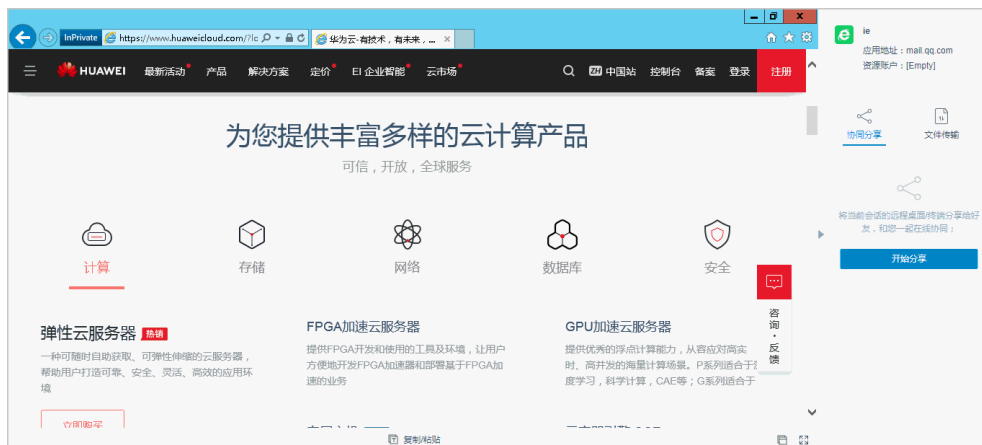 InPrivate https://www.huaweicloud.com/?lc 华为云-有技术，有未来，...
HUAWEI 最新活动 产品 解决方案 定价 EI 企业智能 云市场 ZH 中国站 控制台 备案 登录 注册
为您提供丰富多样的云计算产品
可信，开放，全球服务
计算 存储 网络 数据库 安全
弹性云服务器 热销
一种可随时自助获取、可弹性伸缩的云服务器，
帮助用户打造可靠、安全、灵活、高效的应用环
境
立即购买
FPGA加速云服务器
提供FPGA开发和使用的工具及环境，让用户
方便地开发FPGA加速器和部署基于FPGA加
速的业务
GPU加速云服务器
提供优秀的浮点计算能力，从容应对高实
时、高并发的海量计算场景。P系列适合于
度学习，科学计算，CAE等；G系列适合于
咨询·反馈
复制/粘贴
ie
应用地址：mail.qq.com
资源账户：[Empty]
协同分享 文件传输
将当前会话的远程桌面/终端分享给好
友，和您一起在线协同；
开始分享